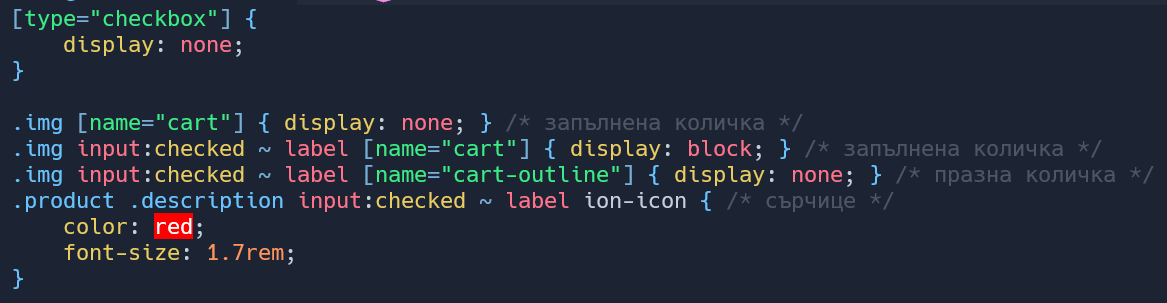 [type="checkbox"] {
    display: none;
}

.img [name="cart"] { display: none; } /* запълнена количка */
.img input:checked ~ label [name="cart"] { display: block; } /* запълнена количка */
.img input:checked ~ label [name="cart-outline"] { display: none; } /* празна количка */
.product .description input:checked ~ label ion-icon { /* сърчице */
    color: red;
    font-size: 1.7rem;
}